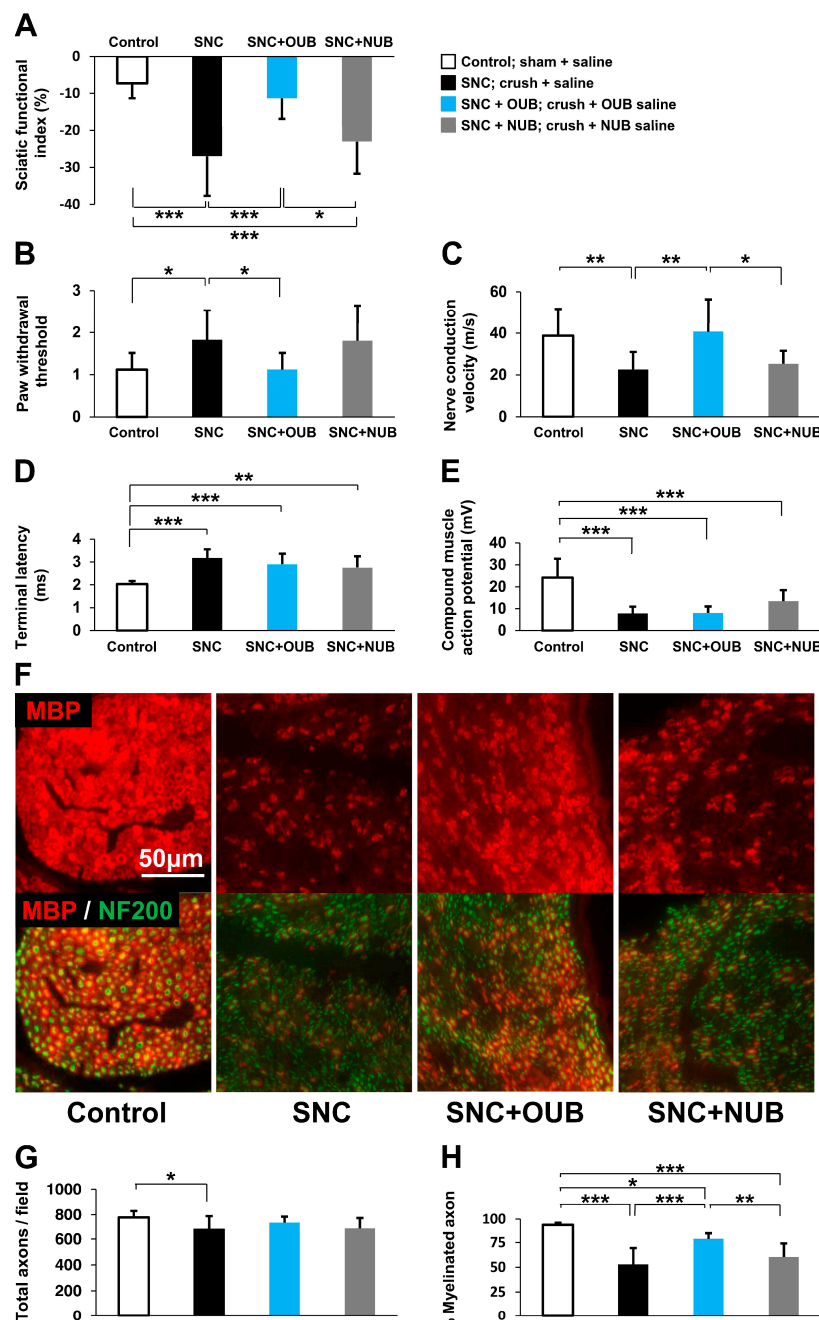 A
Control SNC SNC+OUB SNC+NUB
0
-10
-20
-30
-40
Sciatic functional
index (%)
*** *** *
***
Control; sham + saline
SNC; crush + saline
SNC + OUB; crush + OUB saline
SNC + NUB; crush + NUB saline
B
* *
3
2
1
0
Paw withdrawal
threshold
Control SNC SNC+OUB SNC+NUB
C
** ** *
60
40
20
0
Nerve conduction
velocity (m/s)
Control SNC SNC+OUB SNC+NUB
D
**
***
***
4
3
2
1
0
Terminal latency
(ms)
Control SNC SNC+OUB SNC+NUB
E
***
***
***
40
30
20
10
0
Compound muscle
action potential (mV)
Control SNC SNC+OUB SNC+NUB
F
MBP
50µm
MBP / NF200
Control SNC SNC+OUB SNC+NUB
G
*
1000
800
600
400
200
0
Total axons / field
H
***
*
*** *** **
100
75
50
25
0
Myelinated axon